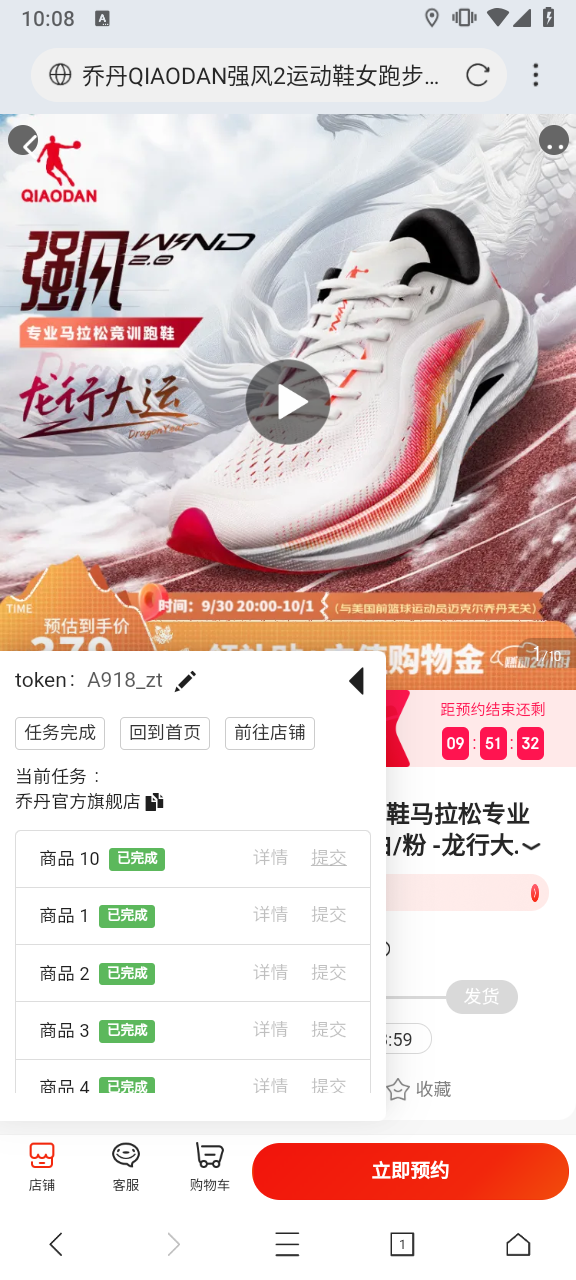 10:08
A
乔丹QIAODAN强风2运动鞋女跑步...
QIAODAN
强风 WIND 2.0
专业马拉松竞训跑鞋
龙行大运
DragonYear
WIND
TIME
时间：9/30 20:00-10/1 (与美国前篮球运动员迈克尔乔丹无关)
预估到手价
379
购物金
1/10
token： A918_zt
距预约结束还剩
任务完成 回到首页 前往店铺
09 : 51 : 32
当前任务：
乔丹官方旗舰店
鞋马拉松专业
/粉 -龙行大.
商品 10 已完成 详情 提交
商品 1 已完成 详情 提交
商品 2 已完成 详情 提交
发货
商品 3 已完成 详情 提交
:59
商品 4 已完成 详情 提交
收藏
店铺 客服 购物车
立即预约
1